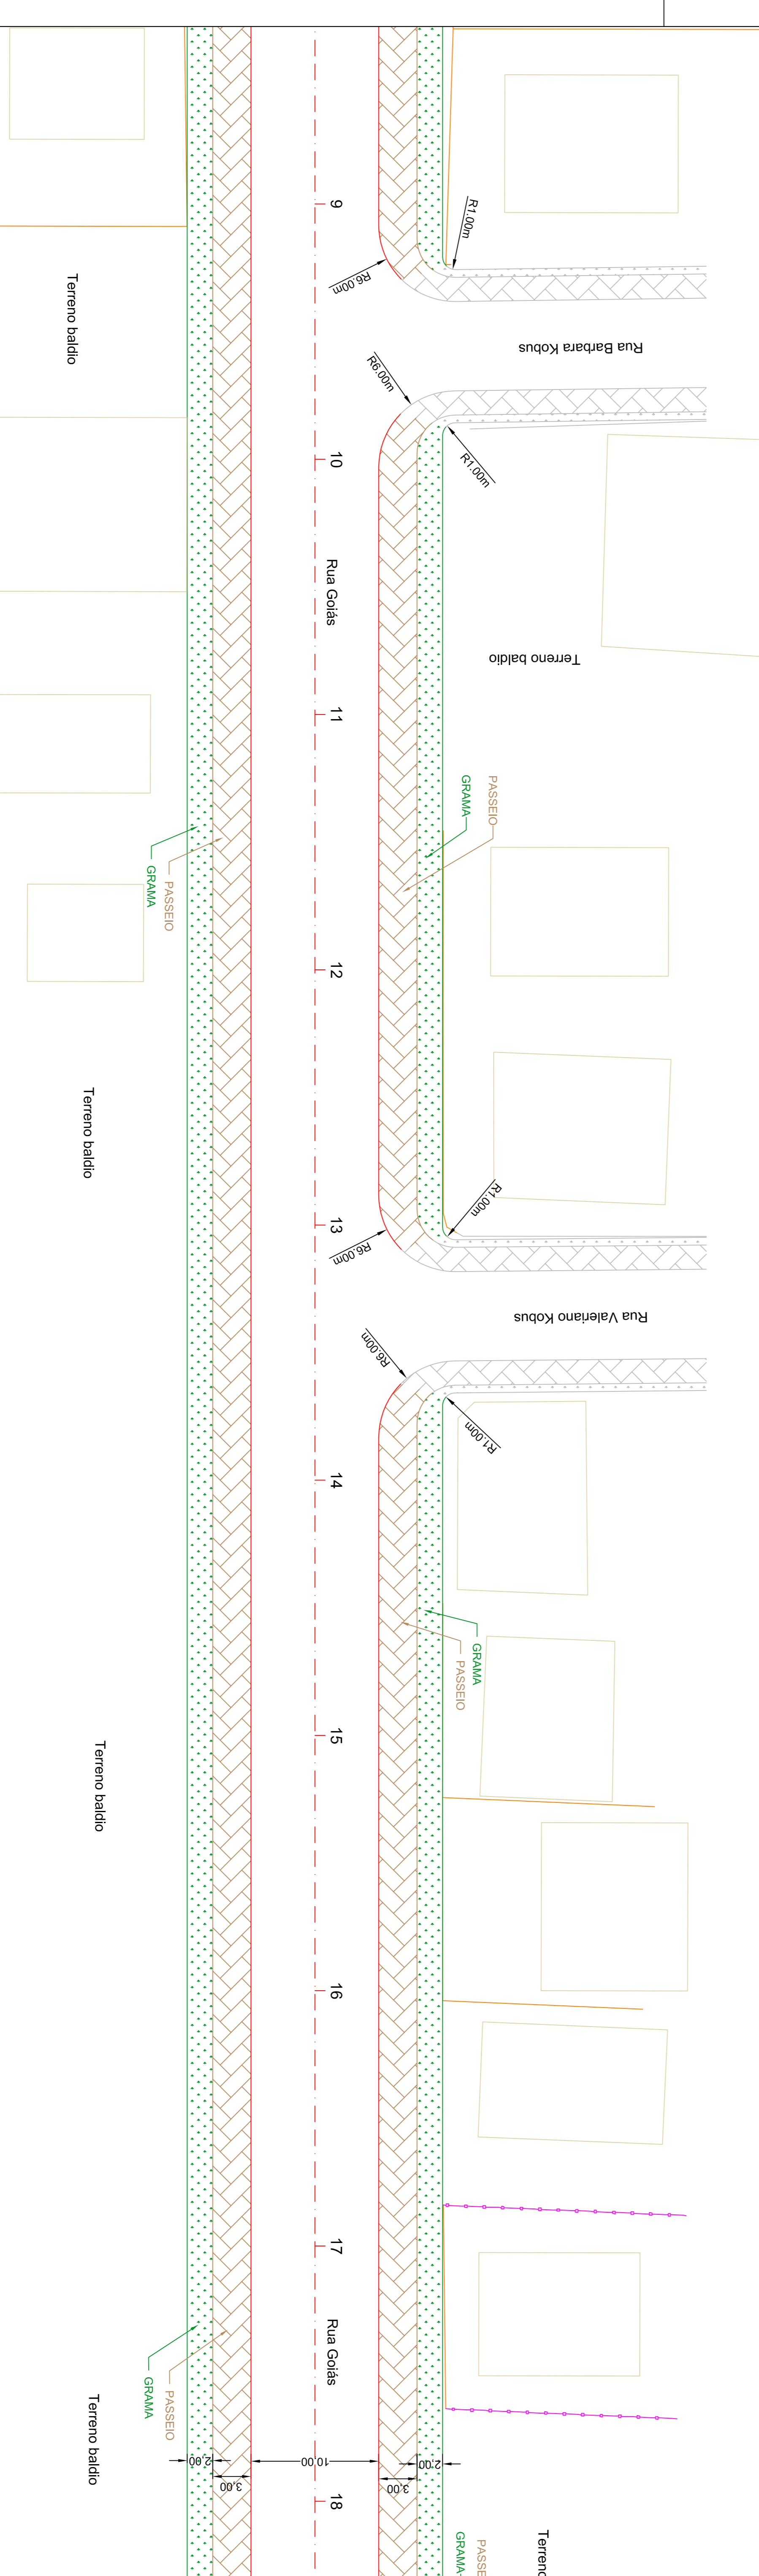 9
R1.00m
R6.00m
Terreno baldio
Rua Barbara Kobus
R6.00m
R1.00m
10
Rua Goiás
Terreno baldio
11
PASSEIO
GRAMA
GRAMA
PASSEIO
12
Terreno baldio
R1.00m
13
R6.00m
Rua Valeriano Kobus
R6.00m
R1.00m
14
GRAMA
PASSEIO
15
Terreno baldio
16
17
Rua Goiás
PASSEIO
GRAMA
Terreno baldio
2,00
3,00
10,00
3,00
2,00
18
GRAMA
PASSE
Terreno